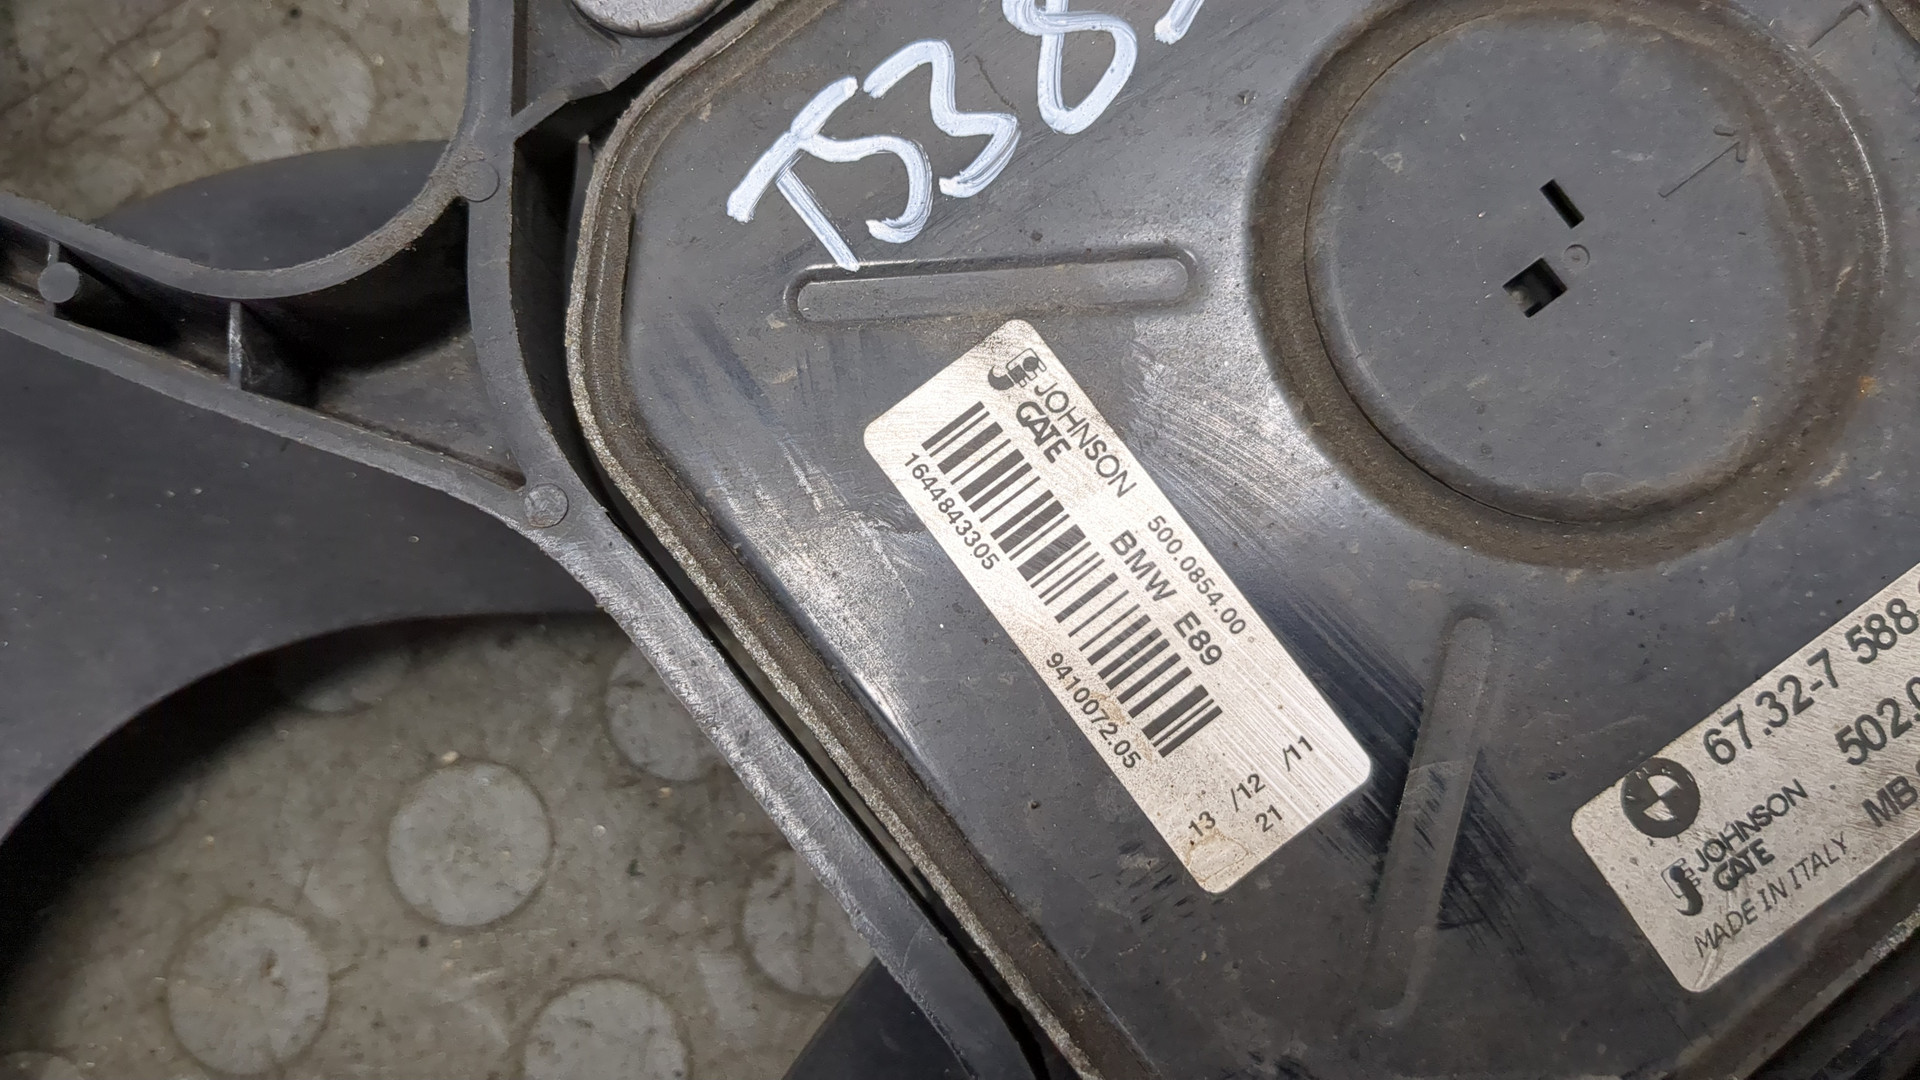 TS38
JOHNSON
GATE
500.0854.00
BMW E89
1644843305
9410072.05
13 /12 /11
21
67.32-7 588
502.0
JOHNSON
GATE
MB
MADE IN ITALY